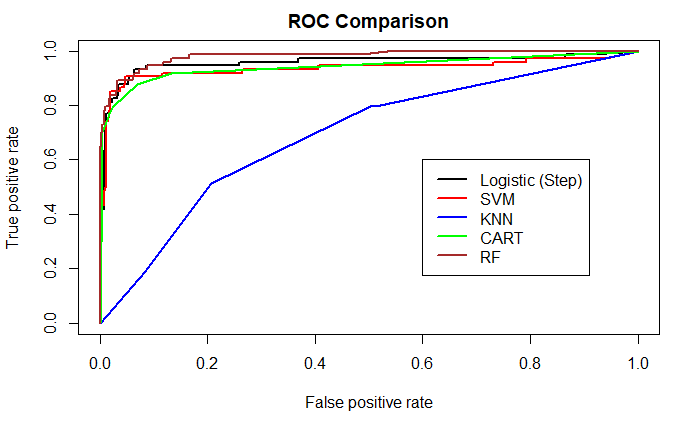 ROC Comparison
True positive rate
1.0
0.8
0.6
0.4
0.2
0.0
Logistic (Step)
SVM
KNN
CART
RF
0.0 0.2 0.4 0.6 0.8 1.0
False positive rate